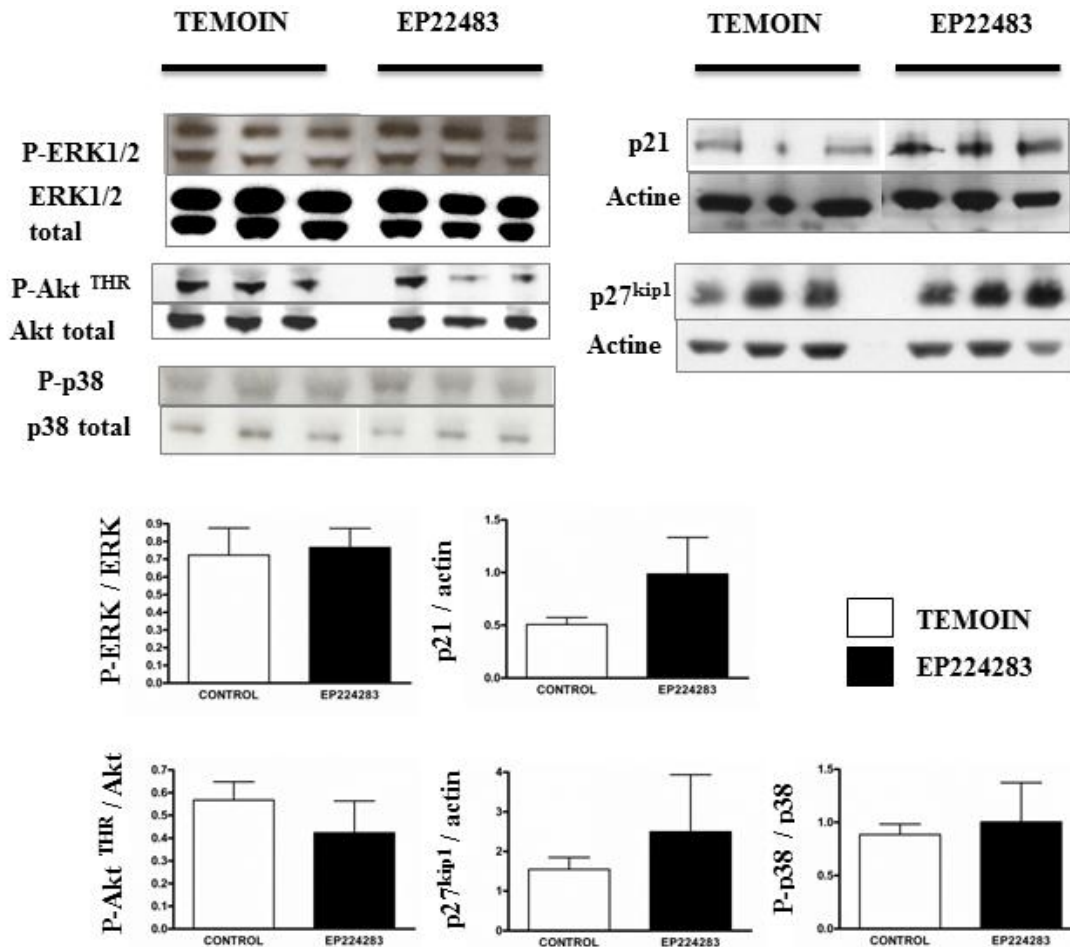 TEMOIN EP22483
P-ERK1/2
ERK1/2
total
P-Akt THR
Akt total
P-p38
p38 total
TEMOIN EP22483
p21
Actine
p27kip1
Actine
P-ERK / ERK
0.9
0.8
0.7
0.6
0.5
0.4
0.3
0.2
0.1
0.0
CONTROL EP224283
p21 / actin
1.5
1.0
0.5
0.0
CONTROL EP224283
TEMOIN
EP224283
P-Akt THR / Akt
0.7
0.6
0.5
0.4
0.3
0.2
0.1
0.0
CONTROL EP224283
p27kip1 / actin
4
3
2
1
0
CONTROL EP224283
P-p38 / p38
1.5
1.0
0.5
0.0
CONTROL EP224283